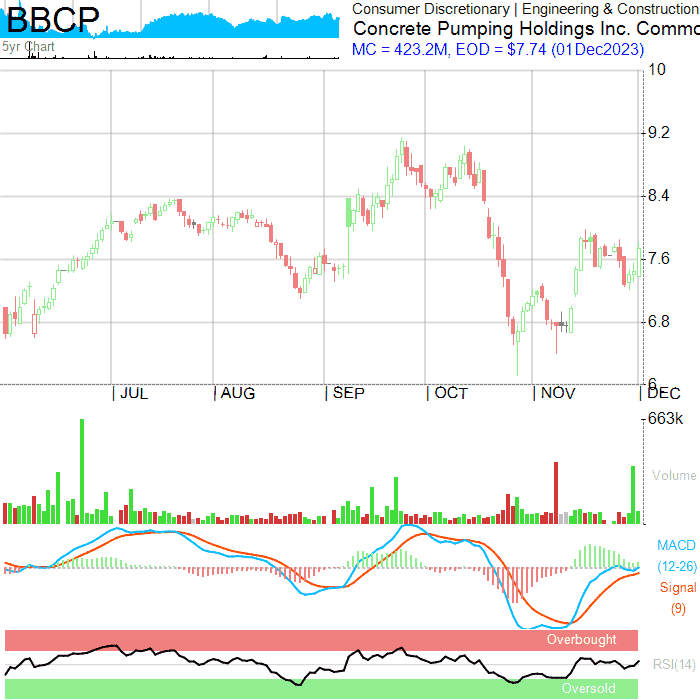 BBCP
5yr Chart
Consumer Discretionary | Engineering & Construction
Concrete Pumping Holdings Inc. Commo
MC = 423.2M, EOD = $7.74 (01Dec2023)
10
9.2
8.4
7.6
6.8
6
JUL AUG SEP OCT NOV DEC
663k
Volume
MACD
(12-26)
Signal
(9)
Overbought
RSI(14)
Oversold